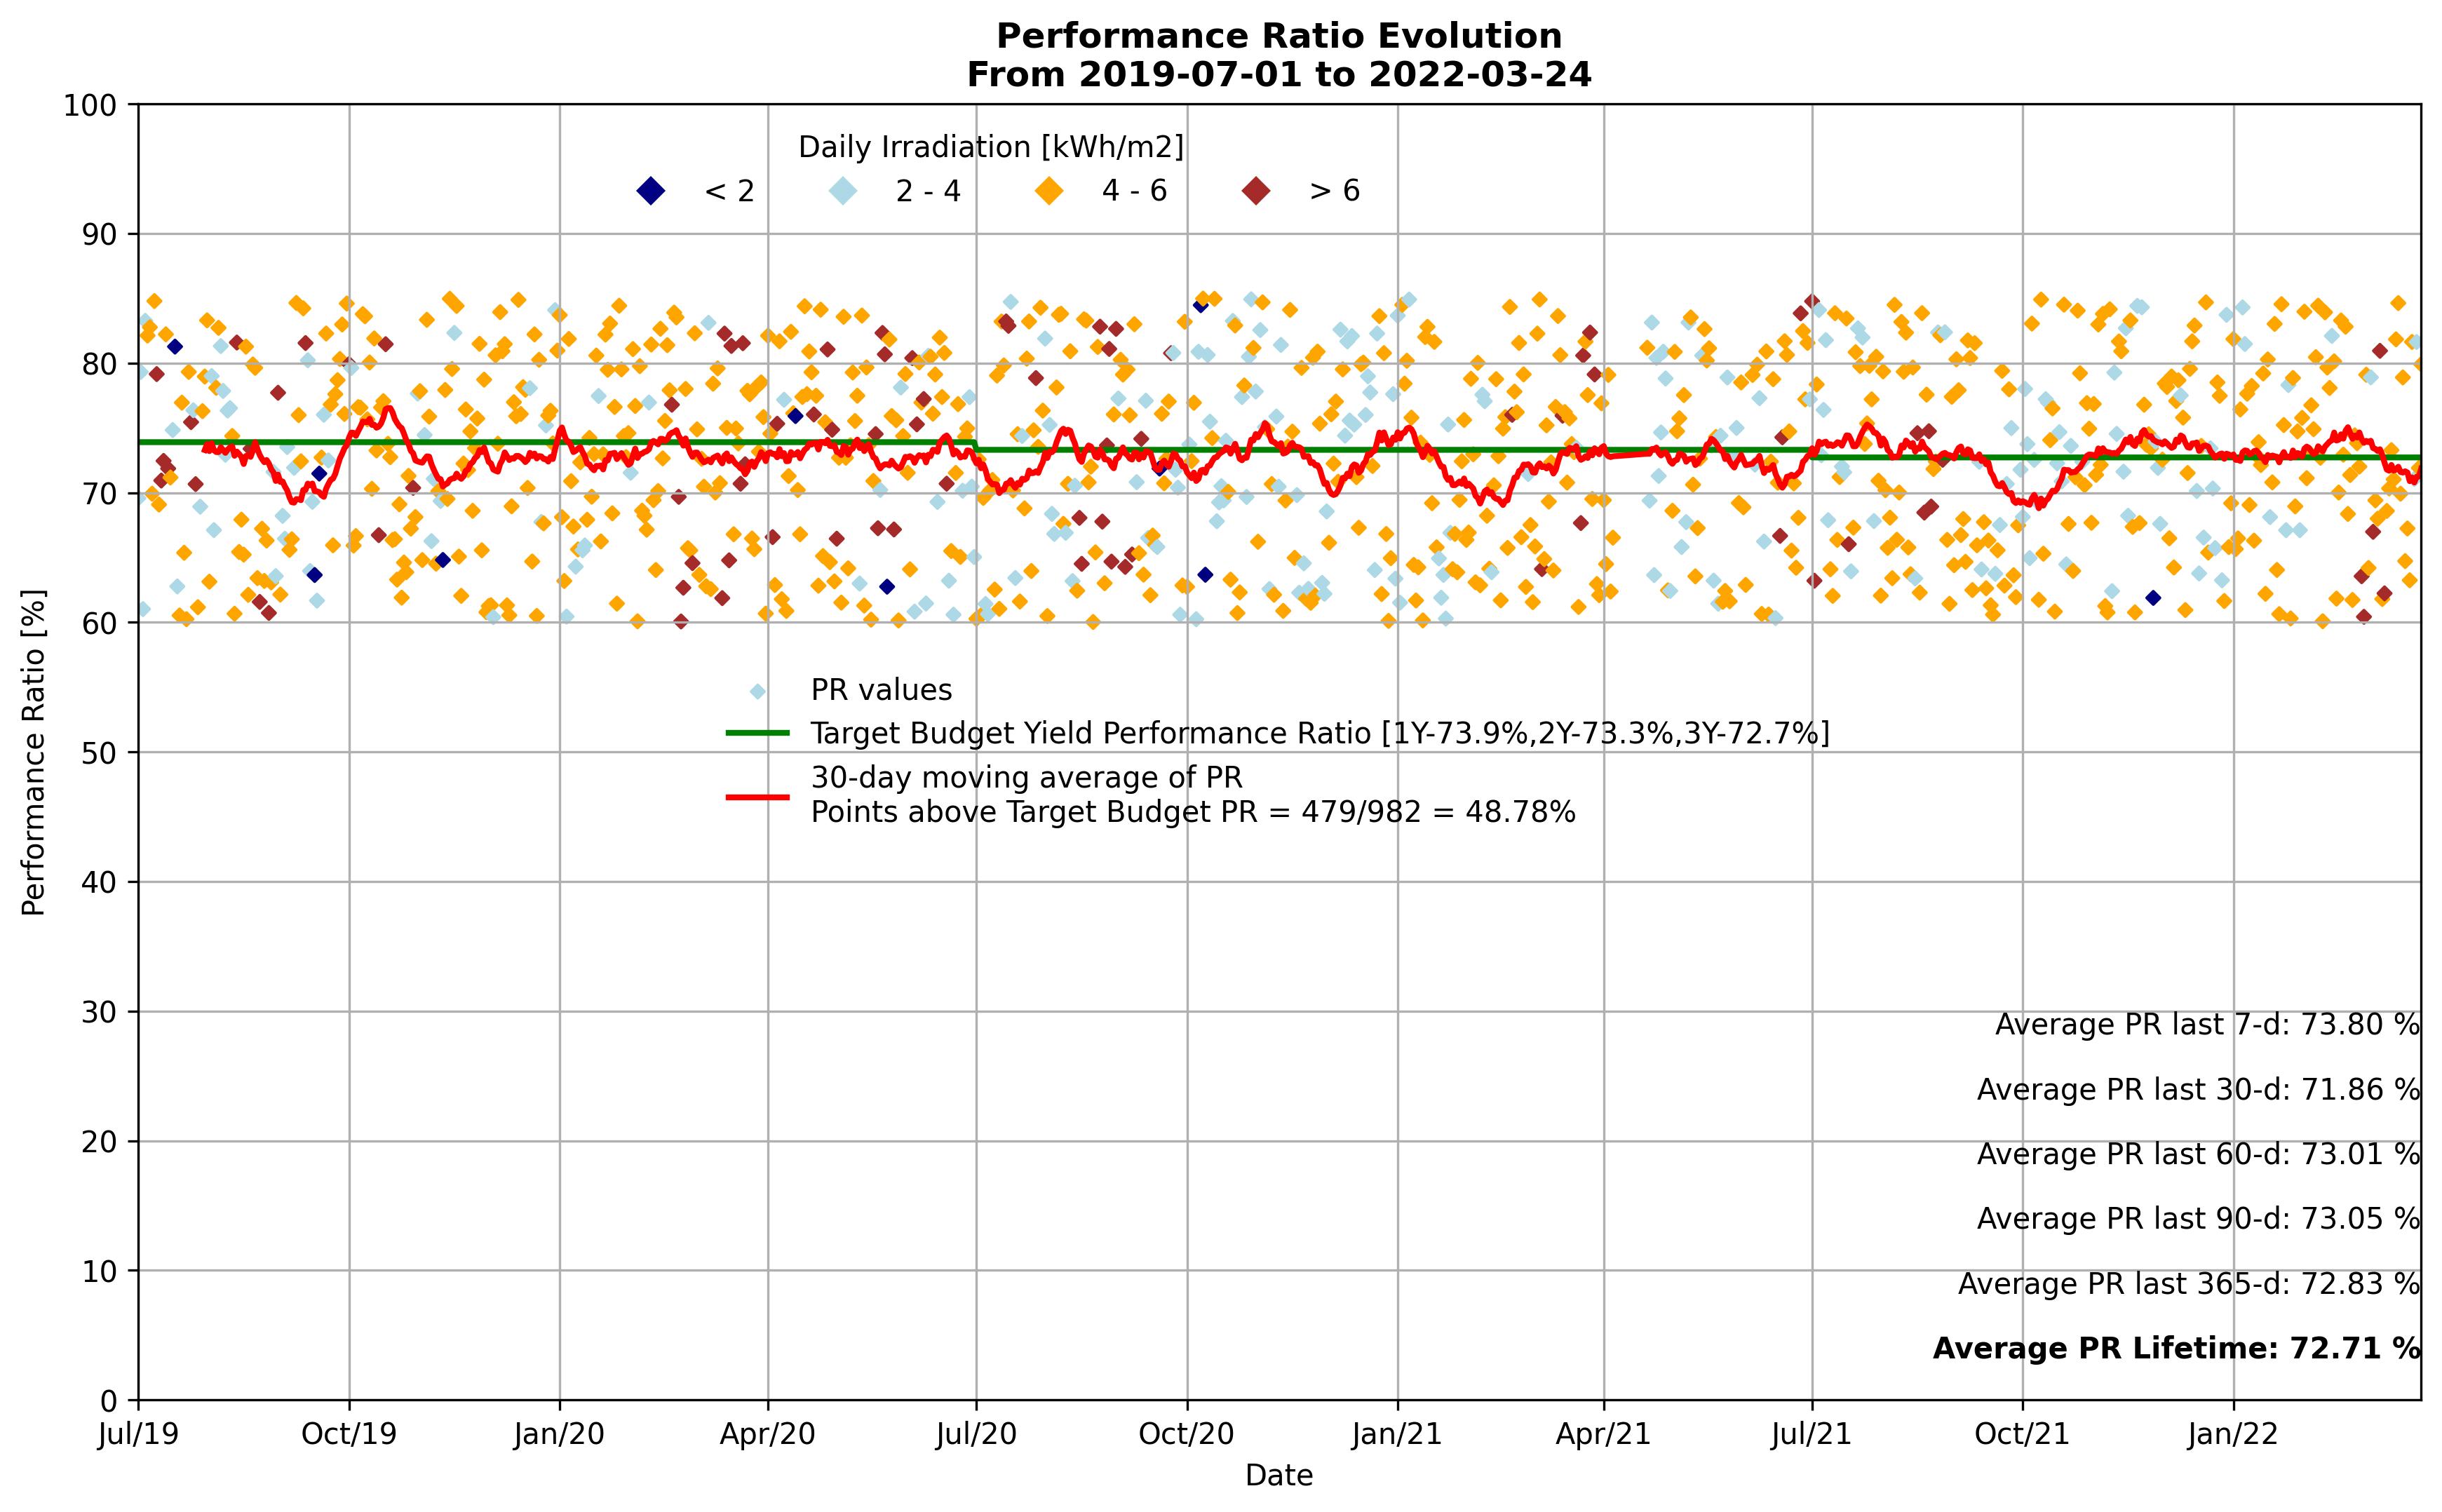 Performance Ratio Evolution
From 2019-07-01 to 2022-03-24
Daily Irradiation [kWh/m2]
< 2 2 - 4 4 - 6 > 6
Performance Ratio [%]
100
90
80
70
60
50
40
30
20
10
0
PR values
Target Budget Yield Performance Ratio [1Y-73.9%,2Y-73.3%,3Y-72.7%]
30-day moving average of PR
Points above Target Budget PR = 479/982 = 48.78%
Average PR last 7-d: 73.80 %
Average PR last 30-d: 71.86 %
Average PR last 60-d: 73.01 %
Average PR last 90-d: 73.05 %
Average PR last 365-d: 72.83 %
Average PR Lifetime: 72.71 %
Jul/19 Oct/19 Jan/20 Apr/20 Jul/20 Oct/20 Jan/21 Apr/21 Jul/21 Oct/21 Jan/22
Date